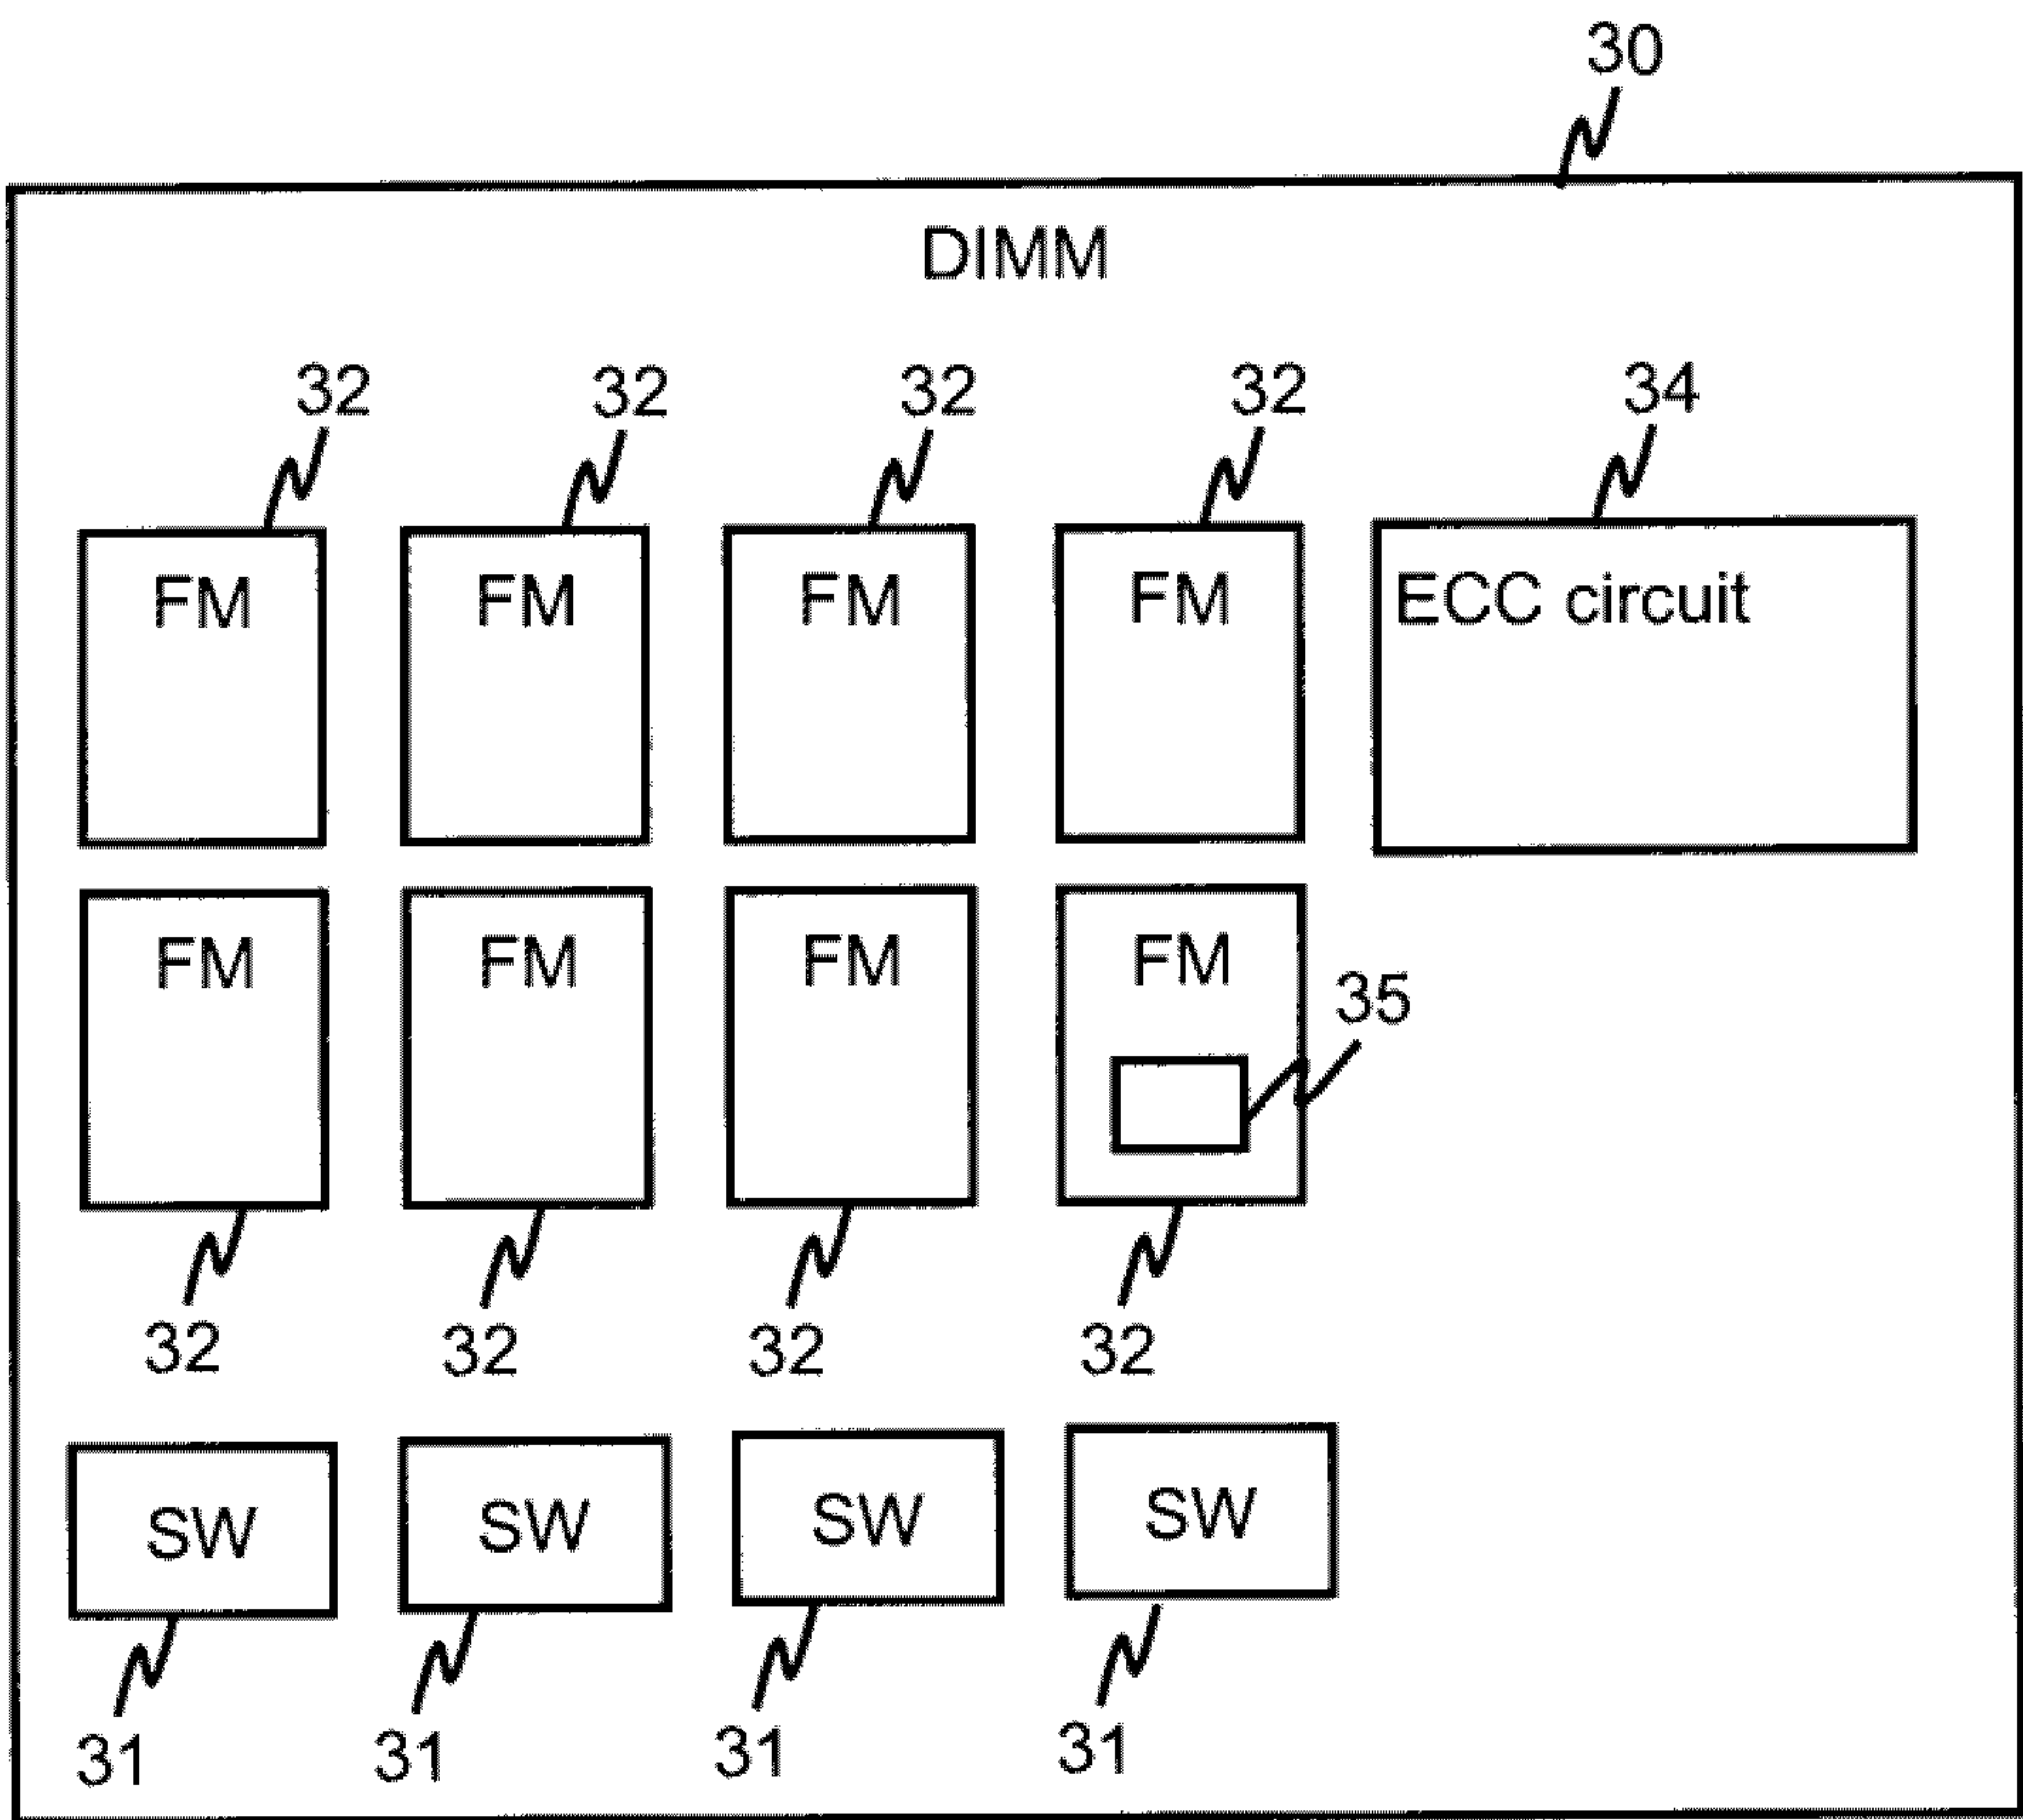 30
DIMM
32 32 32 32 34
FM FM FM FM ECC circuit
FM FM FM FM
35
32 32 32 32
SW SW SW SW
31 31 31 31